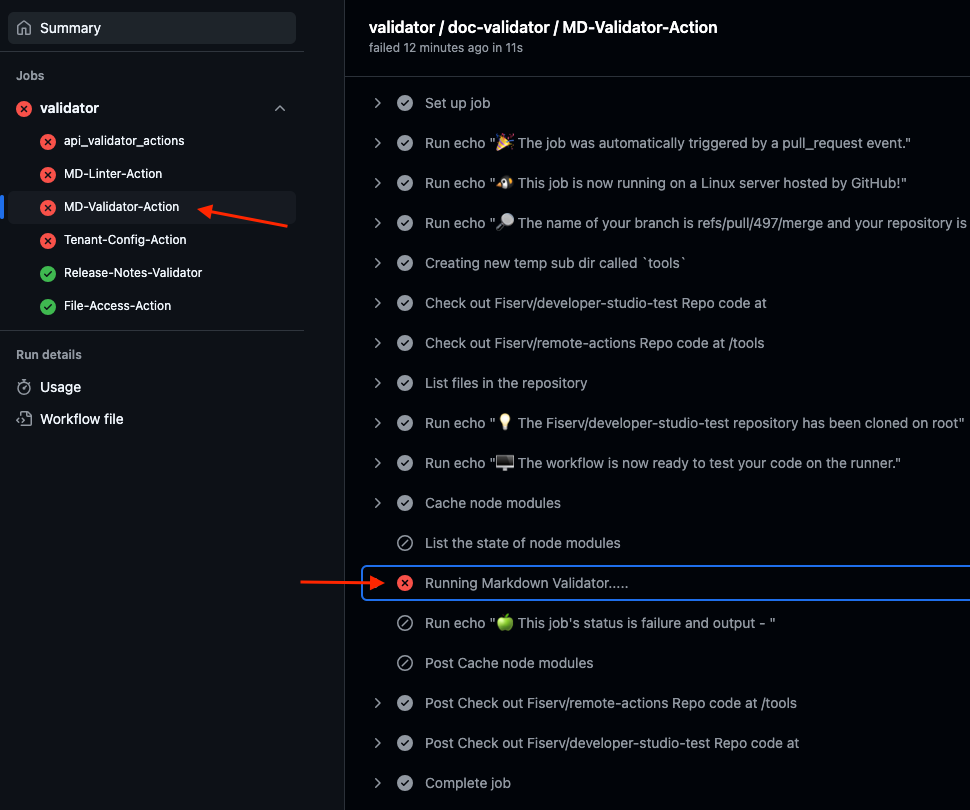 Summary
Jobs
validator
api_validator_actions
MD-Linter-Action
MD-Validator-Action
Tenant-Config-Action
Release-Notes-Validator
File-Access-Action
Run details
Usage
Workflow file
validator / doc-validator / MD-Validator-Action
failed 12 minutes ago in 11s
Set up job
Run echo "🎉 The job was automatically triggered by a pull_request event."
Run echo "🐧 This job is now running on a Linux server hosted by GitHub!"
Run echo "🔎 The name of your branch is refs/pull/497/merge and your repository is
Creating new temp sub dir called `tools`
Check out Fiserv/developer-studio-test Repo code at
Check out Fiserv/remote-actions Repo code at /tools
List files in the repository
Run echo "💡 The Fiserv/developer-studio-test repository has been cloned on root"
Run echo "🖥️ The workflow is now ready to test your code on the runner."
Cache node modules
List the state of node modules
Running Markdown Validator.....
Run echo "🍏 This job's status is failure and output - "
Post Cache node modules
Post Check out Fiserv/remote-actions Repo code at /tools
Post Check out Fiserv/developer-studio-test Repo code at
Complete job